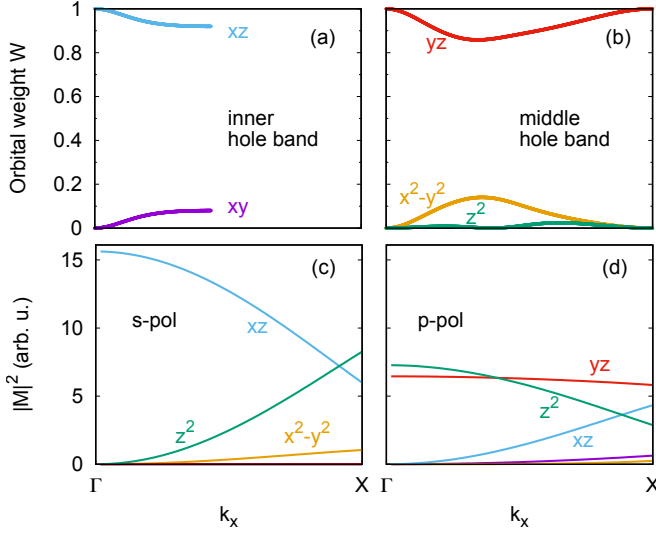 Orbital weight W
1
0.8
0.6
0.4
0.2
0
xz
(a)
inner
hole band
xy
yz
(b)
middle
hole band
x²-y²
z²
|M|² (arb. u.)
15
10
5
0
s-pol
(c)
xz
z²
x²-y²
p-pol
(d)
yz
z²
xz
Γ
X
Γ
X
kₓ
kₓ